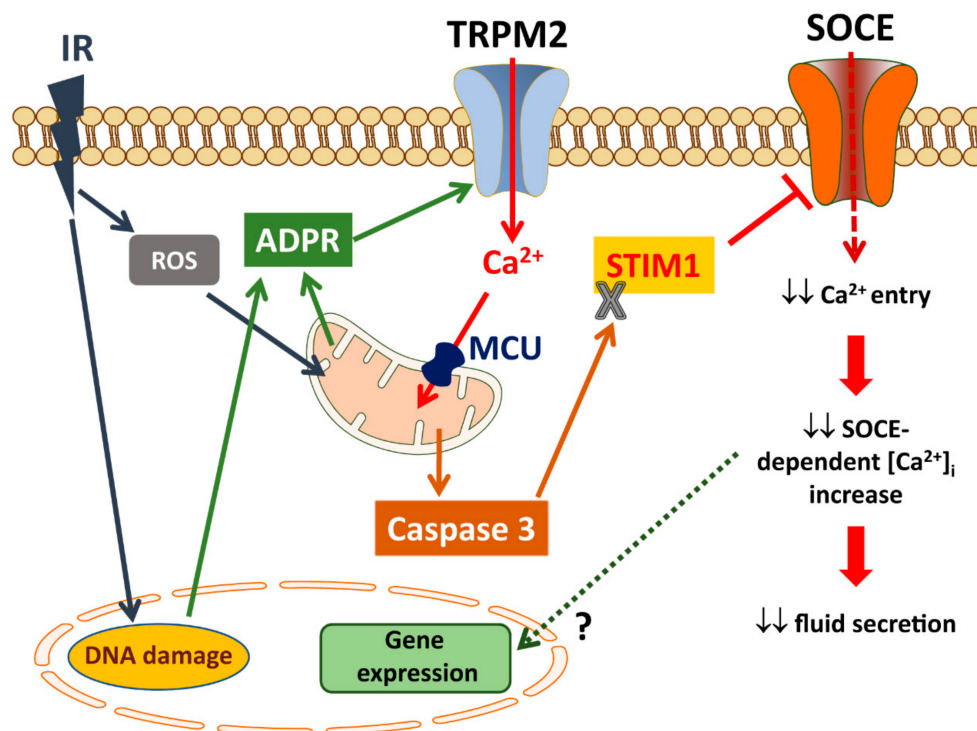 IR
TRPM2
SOCE
ROS
ADPR
Ca²⁺
STIM1
X
MCU
↓↓ Ca²⁺ entry
↓↓ SOCE-
dependent [Ca²⁺]ᵢ
increase
Caspase 3
↓↓ fluid secretion
?
DNA damage
Gene
expression